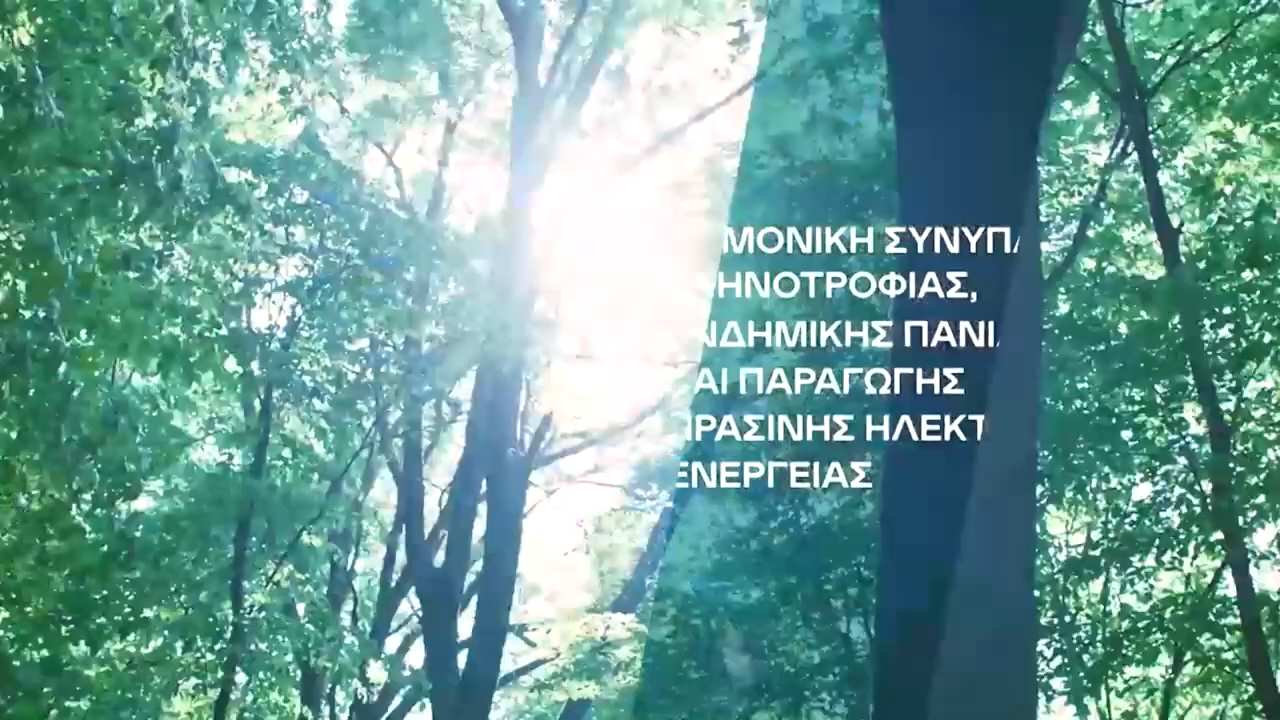 ΜΟΝΙΚΗ ΣΥΝΥΠ
ΗΝΟΤΡΟΦΙΑΣ,
ΝΔΗΜΙΚΗΣ ΠΑΝΙ
ΑΙ ΠΑΡΑΓΩΓΗΣ
ΡΑΣΙΝΗΣ ΗΛΕΚΤ
ΕΝΕΡΓΕΙΑΣ